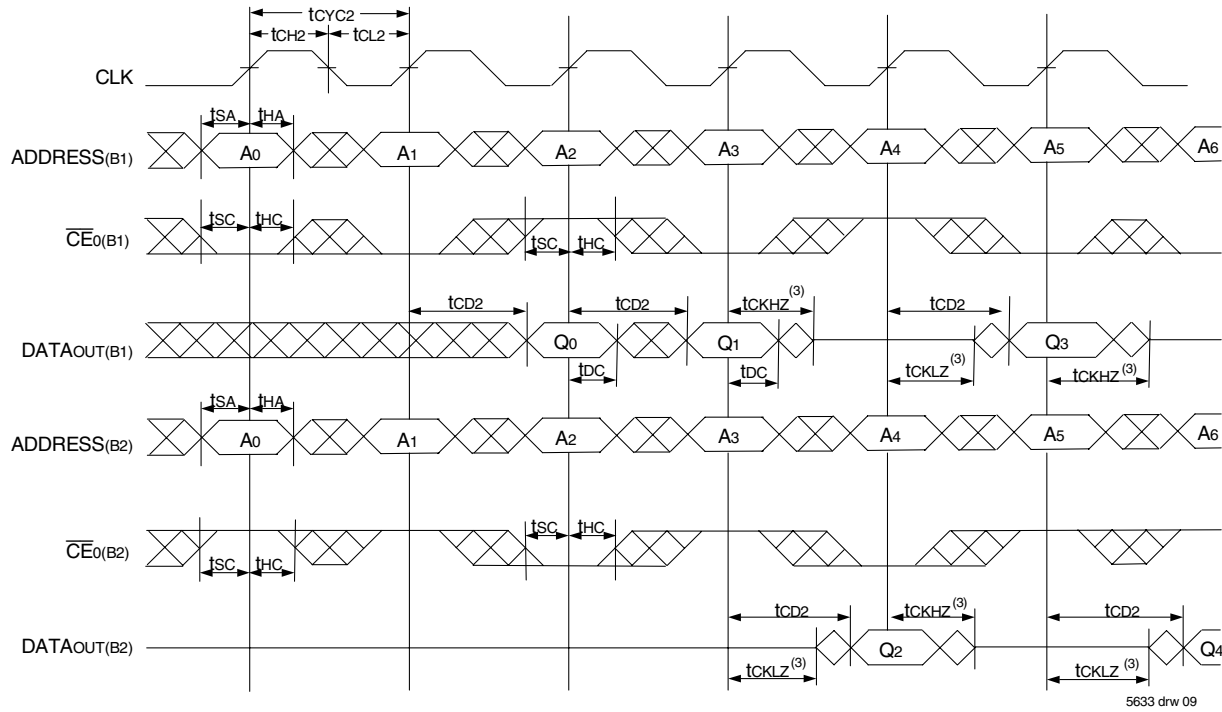 tCYC2
tCH2 tCL2
CLK
tSA tHA
ADDRESS(B1) A0 A1 A2 A3 A4 A5 A6
tSC tHC
CE0(B1)
tSC tHC
tCD2 tCD2 tCKHZ(3) tCD2
DATAOUT(B1) Q0 Q1 Q3
tDC tDC tCKLZ(3) tCKHZ(3)
tSA tHA
ADDRESS(B2) A0 A1 A2 A3 A4 A5 A6
tSC tHC
CE0(B2)
tSC tHC
tCD2 tCKHZ(3) tCD2
DATAOUT(B2) Q2 Q4
tCKLZ(3) tCKLZ(3)
5633 drw 09